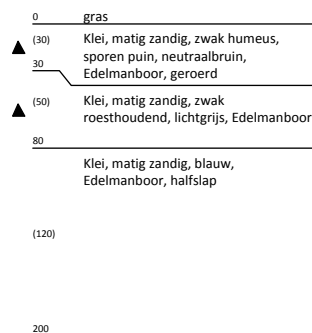 0 gras
(30) Klei, matig zandig, zwak humeus,
sporen puin, neutraalbruin,
30 Edelmanboor, geroerd
(50) Klei, matig zandig, zwak
roesthoudend, lichtgrijs, Edelmanboor
80
Klei, matig zandig, blauw,
Edelmanboor, halfslap
(120)
200